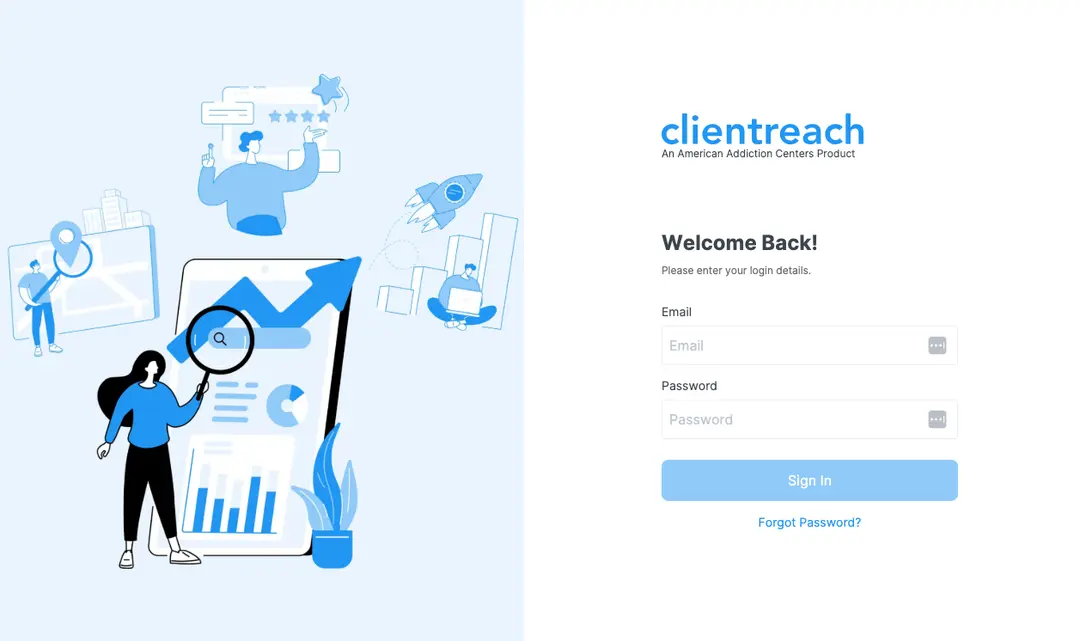 clientreach
An American Addiction Centers Product
Welcome Back!
Please enter your login details.
Email
Email
Password
Password
Sign In
Forgot Password?